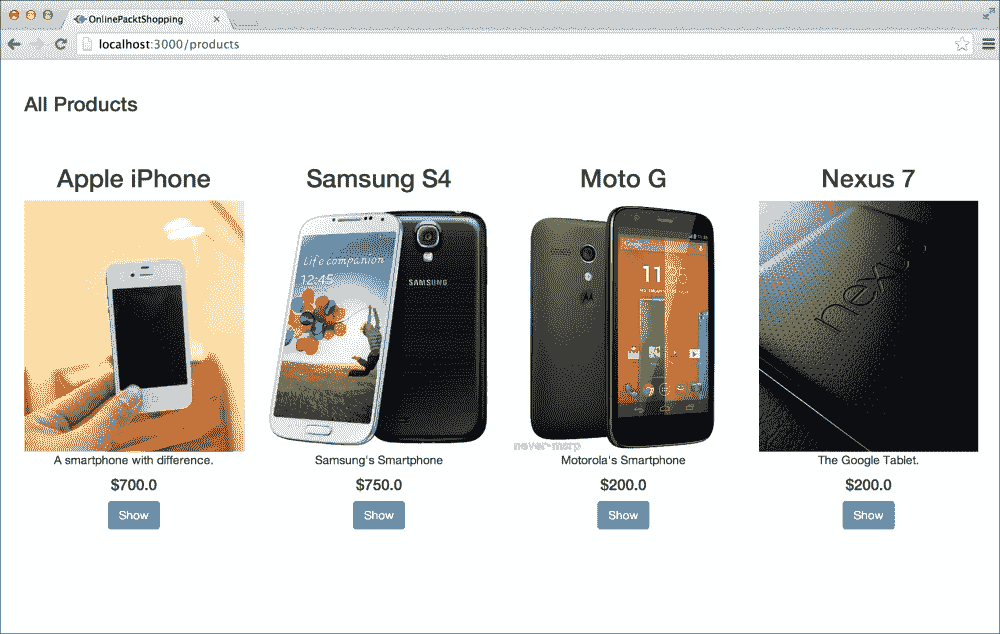 OnlinePacktShopping
localhost:3000/products
All Products
Apple iPhone
Samsung S4
Moto G
Nexus 7
Life companion
12:45
SAMSUNG
Google
nexus
never-msrp
A smartphone with difference.
Samsung's Smartphone
Motorola's Smartphone
The Google Tablet.
$700.0
$750.0
$200.0
$200.0
Show
Show
Show
Show